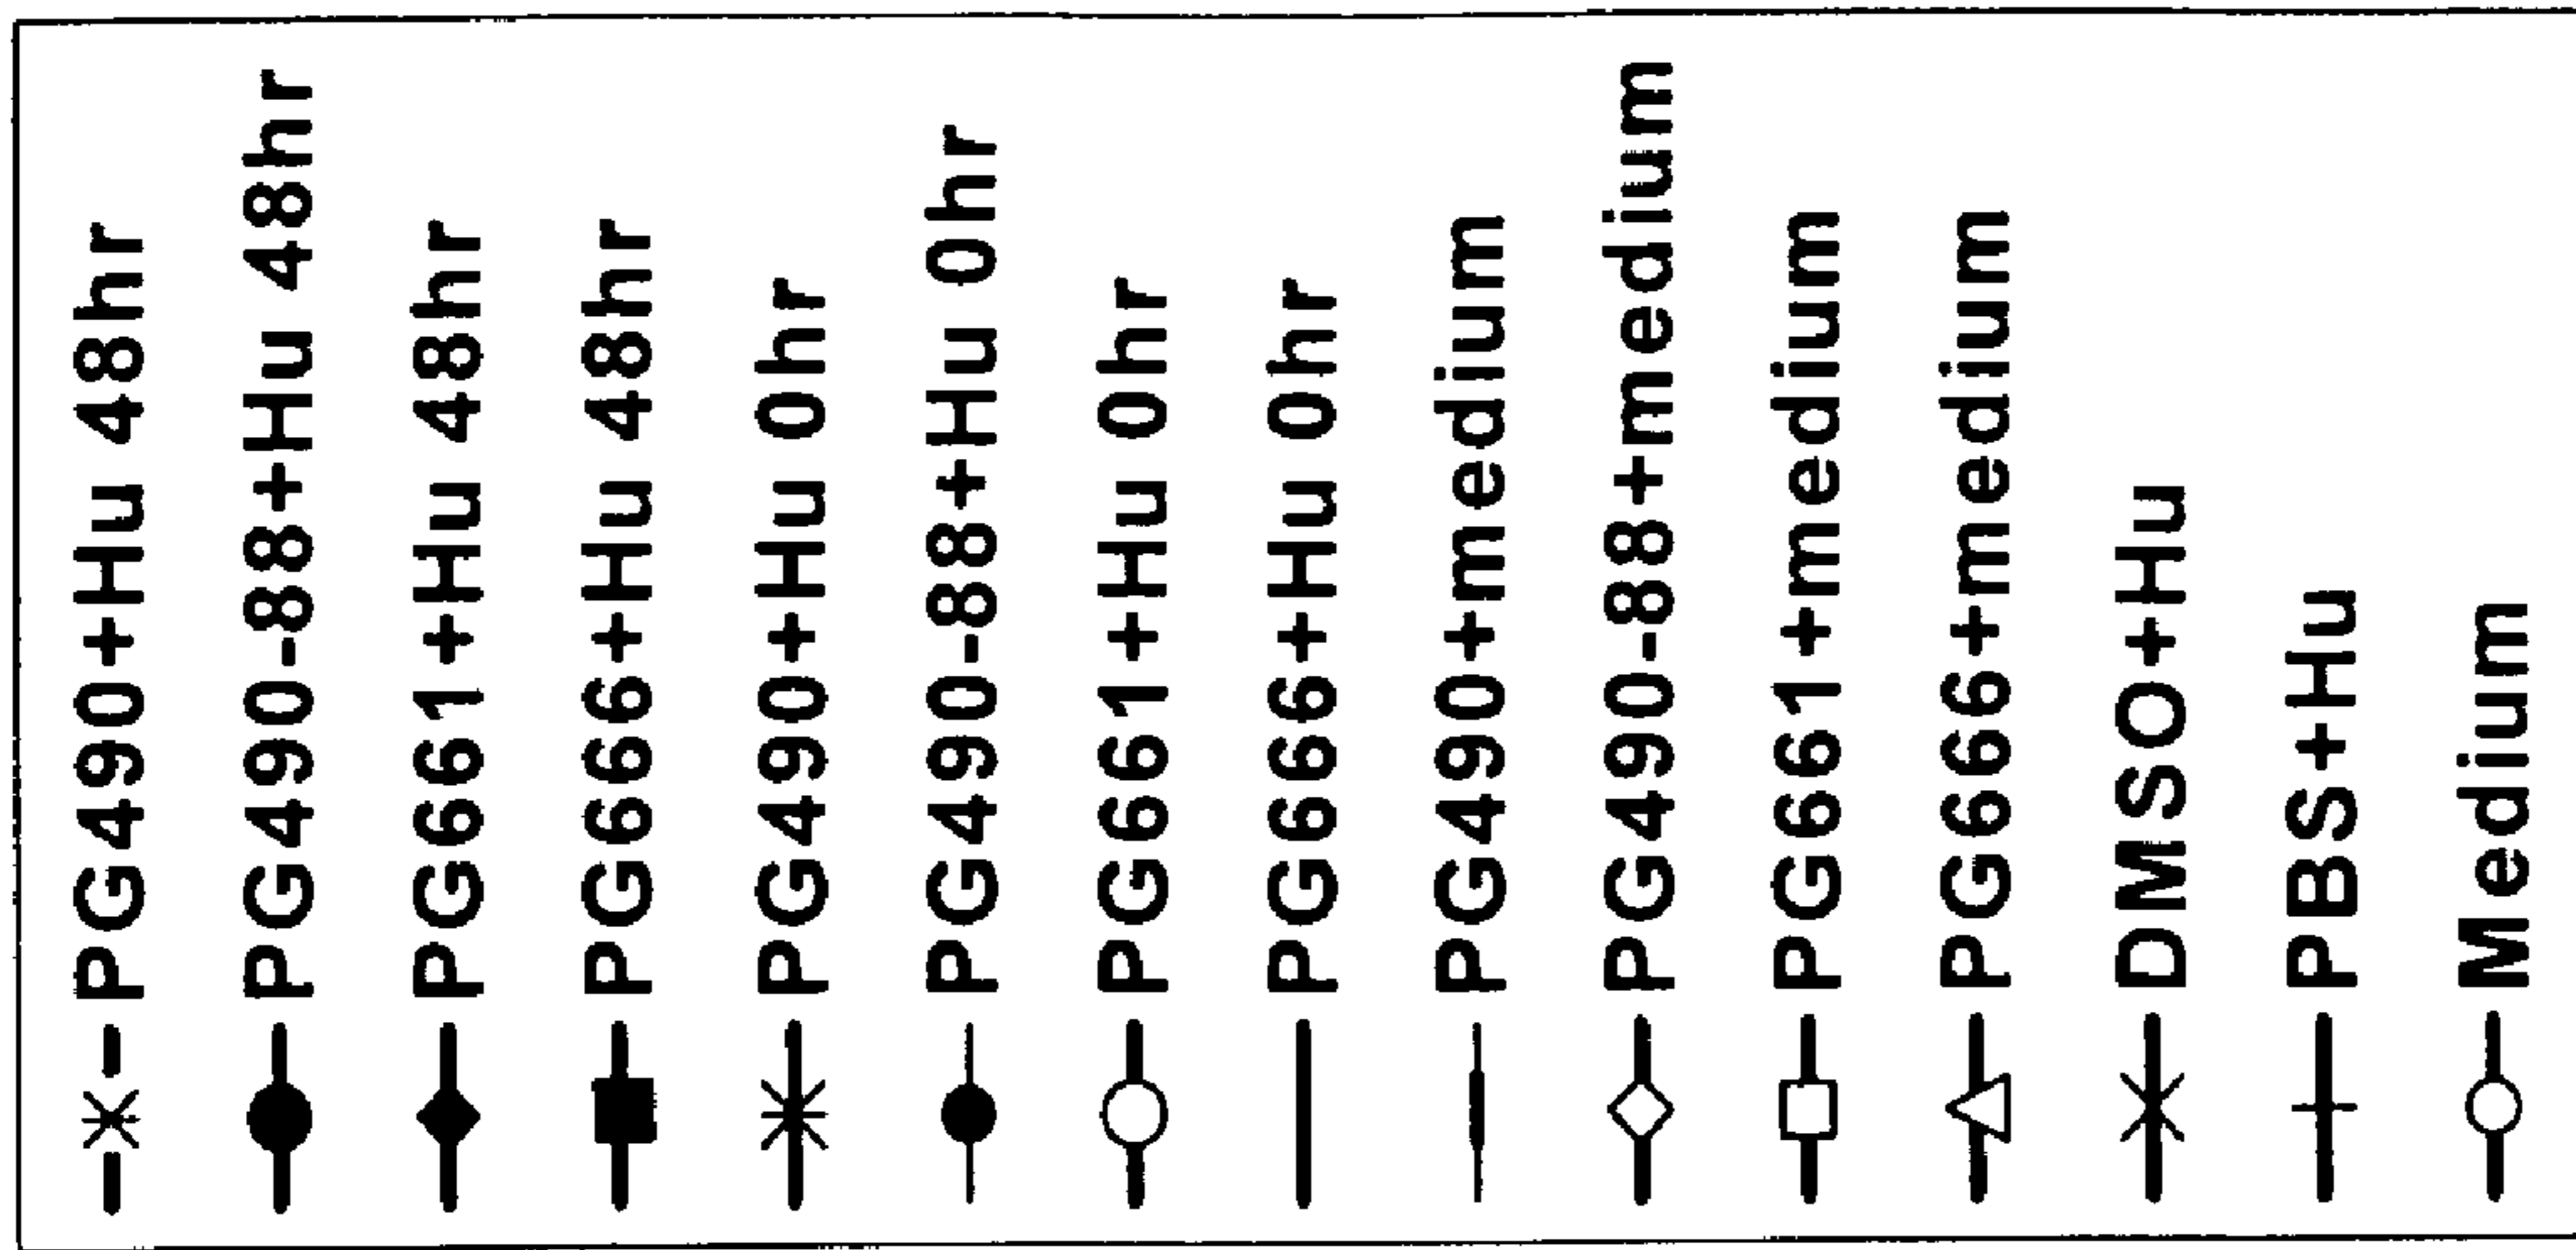 PG490+Hu 48hr
PG490-88+Hu 48hr
PG661+Hu 48hr
PG666+Hu 48hr
PG490+Hu 0hr
PG490-88+Hu 0hr
PG661+Hu 0hr
PG666+Hu 0hr
PG490+medium
PG490-88+medium
PG661+medium
PG666+medium
DMSO+Hu
PBS+Hu
Medium